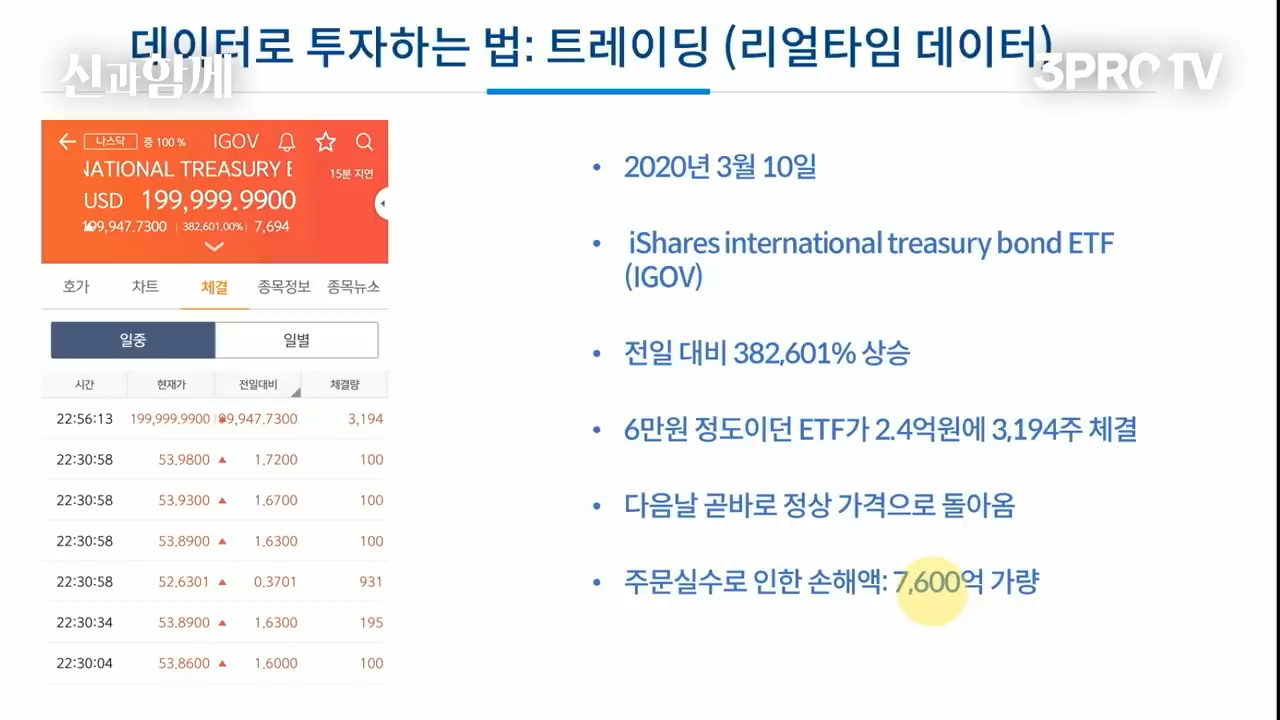 데이터로 투자하는 법: 트레이딩 (리얼타임 데이터)
신과함께
3PROTV
나스닥 증 100 % IGOV
NATIONAL TREASURY E 15분 지연
USD 199,999.9900
▲199,947.7300 | 382,601.00% | 7,694
호가 차트 체결 종목정보 종목뉴스
일중 일별
시간 현재가 전일대비 체결량
22:56:13 199,999.9900 ▲ 99,947.7300 3,194
22:30:58 53.9800 ▲ 1.7200 100
22:30:58 53.9300 ▲ 1.6700 100
22:30:58 53.8900 ▲ 1.6300 100
22:30:58 52.6301 ▲ 0.3701 931
22:30:34 53.8900 ▲ 1.6300 195
22:30:04 53.8600 ▲ 1.6000 100
• 2020년 3월 10일
• iShares international treasury bond ETF
(IGOV)
• 전일 대비 382,601% 상승
• 6만원 정도이던 ETF가 2.4억원에 3,194주 체결
• 다음날 곧바로 정상 가격으로 돌아옴
• 주문실수로 인한 손해액: 7,600억 가량